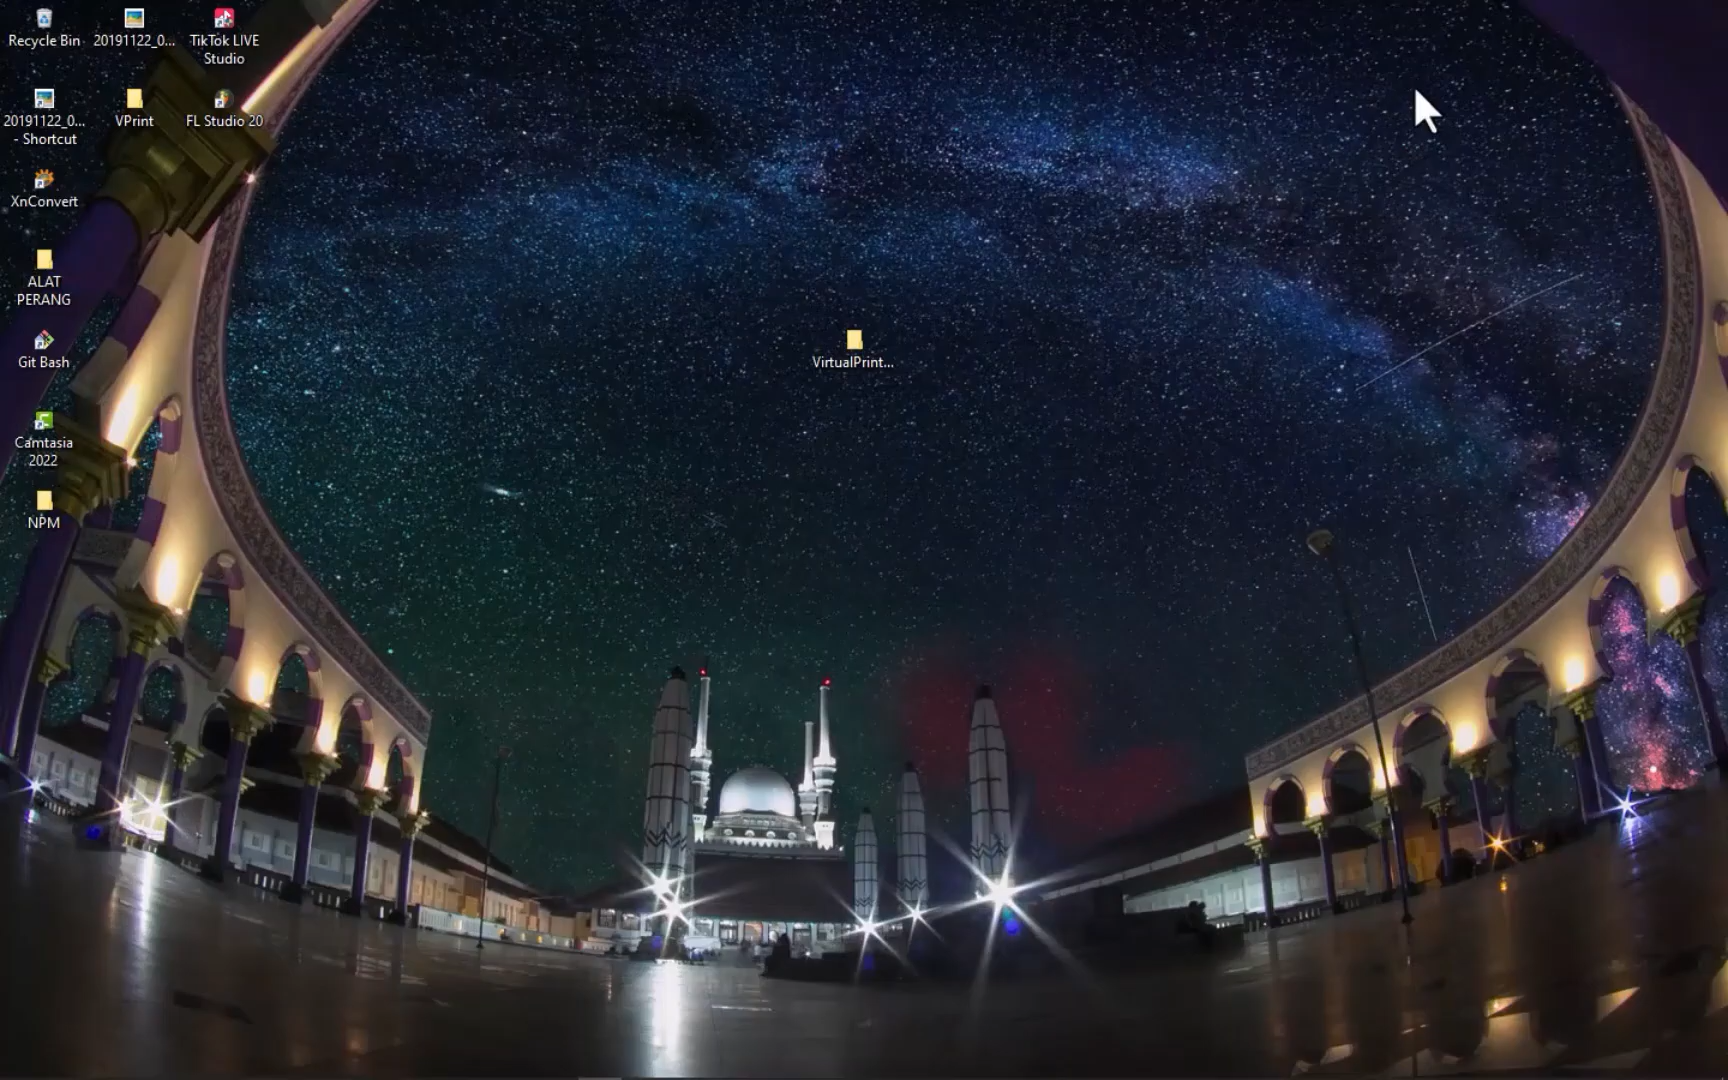 Recycle Bin
20191122_0...
TikTok LIVE
Studio
20191122_0...
- Shortcut
VPrint
FL Studio 20
XnConvert
ALAT
PERANG
VirtualPrint...
Git Bash
Camtasia
2022
NPM